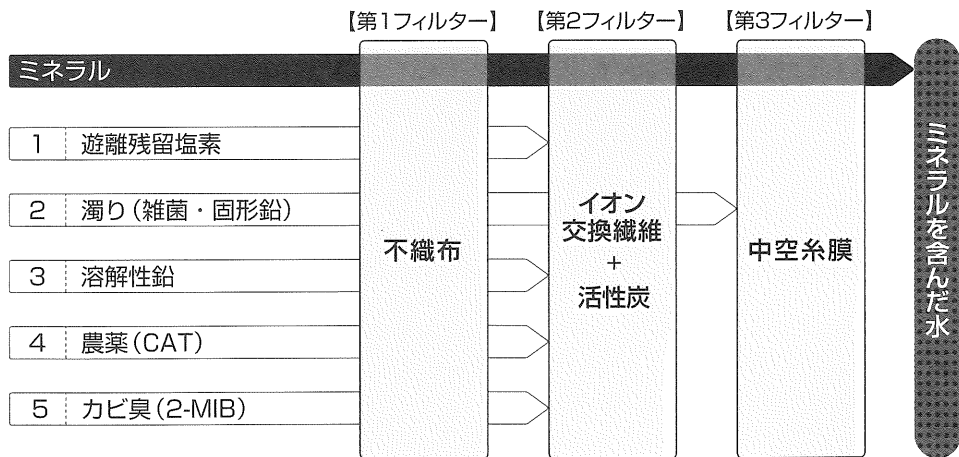 【第1フィルター】
【第2フィルター】
【第3フィルター】
ミネラル
1 遊離残留塩素
2 濁り(雑菌・固形鉛)
3 溶解性鉛
4 農薬(CAT)
5 カビ臭(2-MIB)
不織布
イオン
交換繊維
+
活性炭
中空糸膜
ミネラルを含んだ水